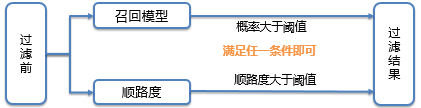 过滤前
召回模型
概率大于阈值
满足任一条件即可
顺路度
顺路度大于阈值
过滤结果